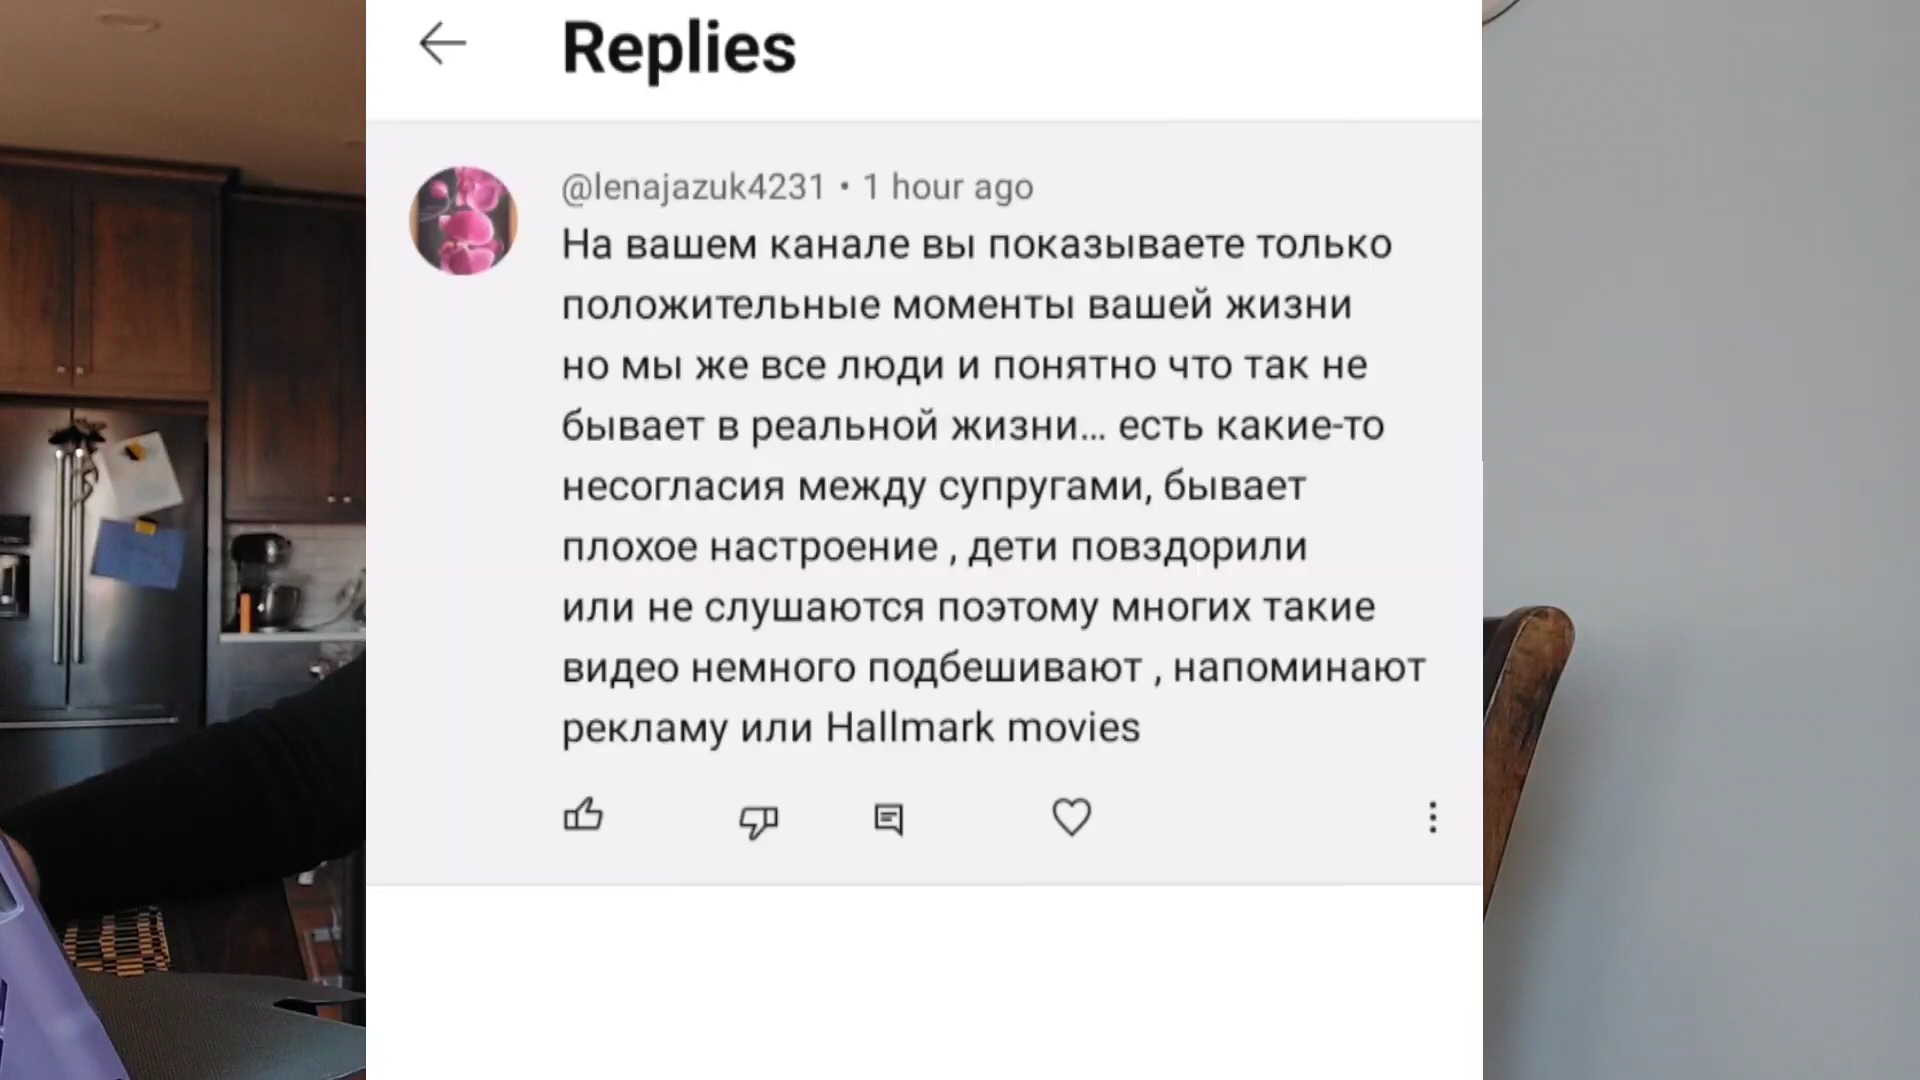 Replies
@lenajazuk4231 • 1 hour ago
На вашем канале вы показываете только
положительные моменты вашей жизни
но мы же все люди и понятно что так не
бывает в реальной жизни... есть какие-то
несогласия между супругами, бывает
плохое настроение , дети повздорили
или не слушаются поэтому многих такие
видео немного подбешивают , напоминают
рекламу или Hallmark movies